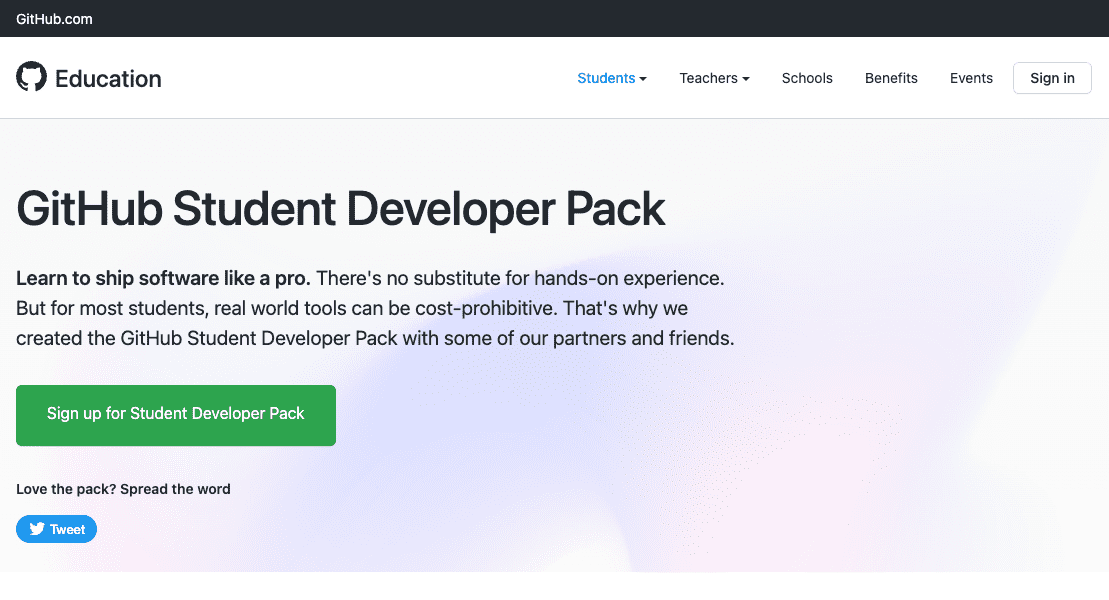 GitHub.com
Education
Students
Teachers
Schools
Benefits
Events
Sign in
GitHub Student Developer Pack
Learn to ship software like a pro. There's no substitute for hands-on experience.
But for most students, real world tools can be cost-prohibitive. That's why we
created the GitHub Student Developer Pack with some of our partners and friends.
Sign up for Student Developer Pack
Love the pack? Spread the word
Tweet